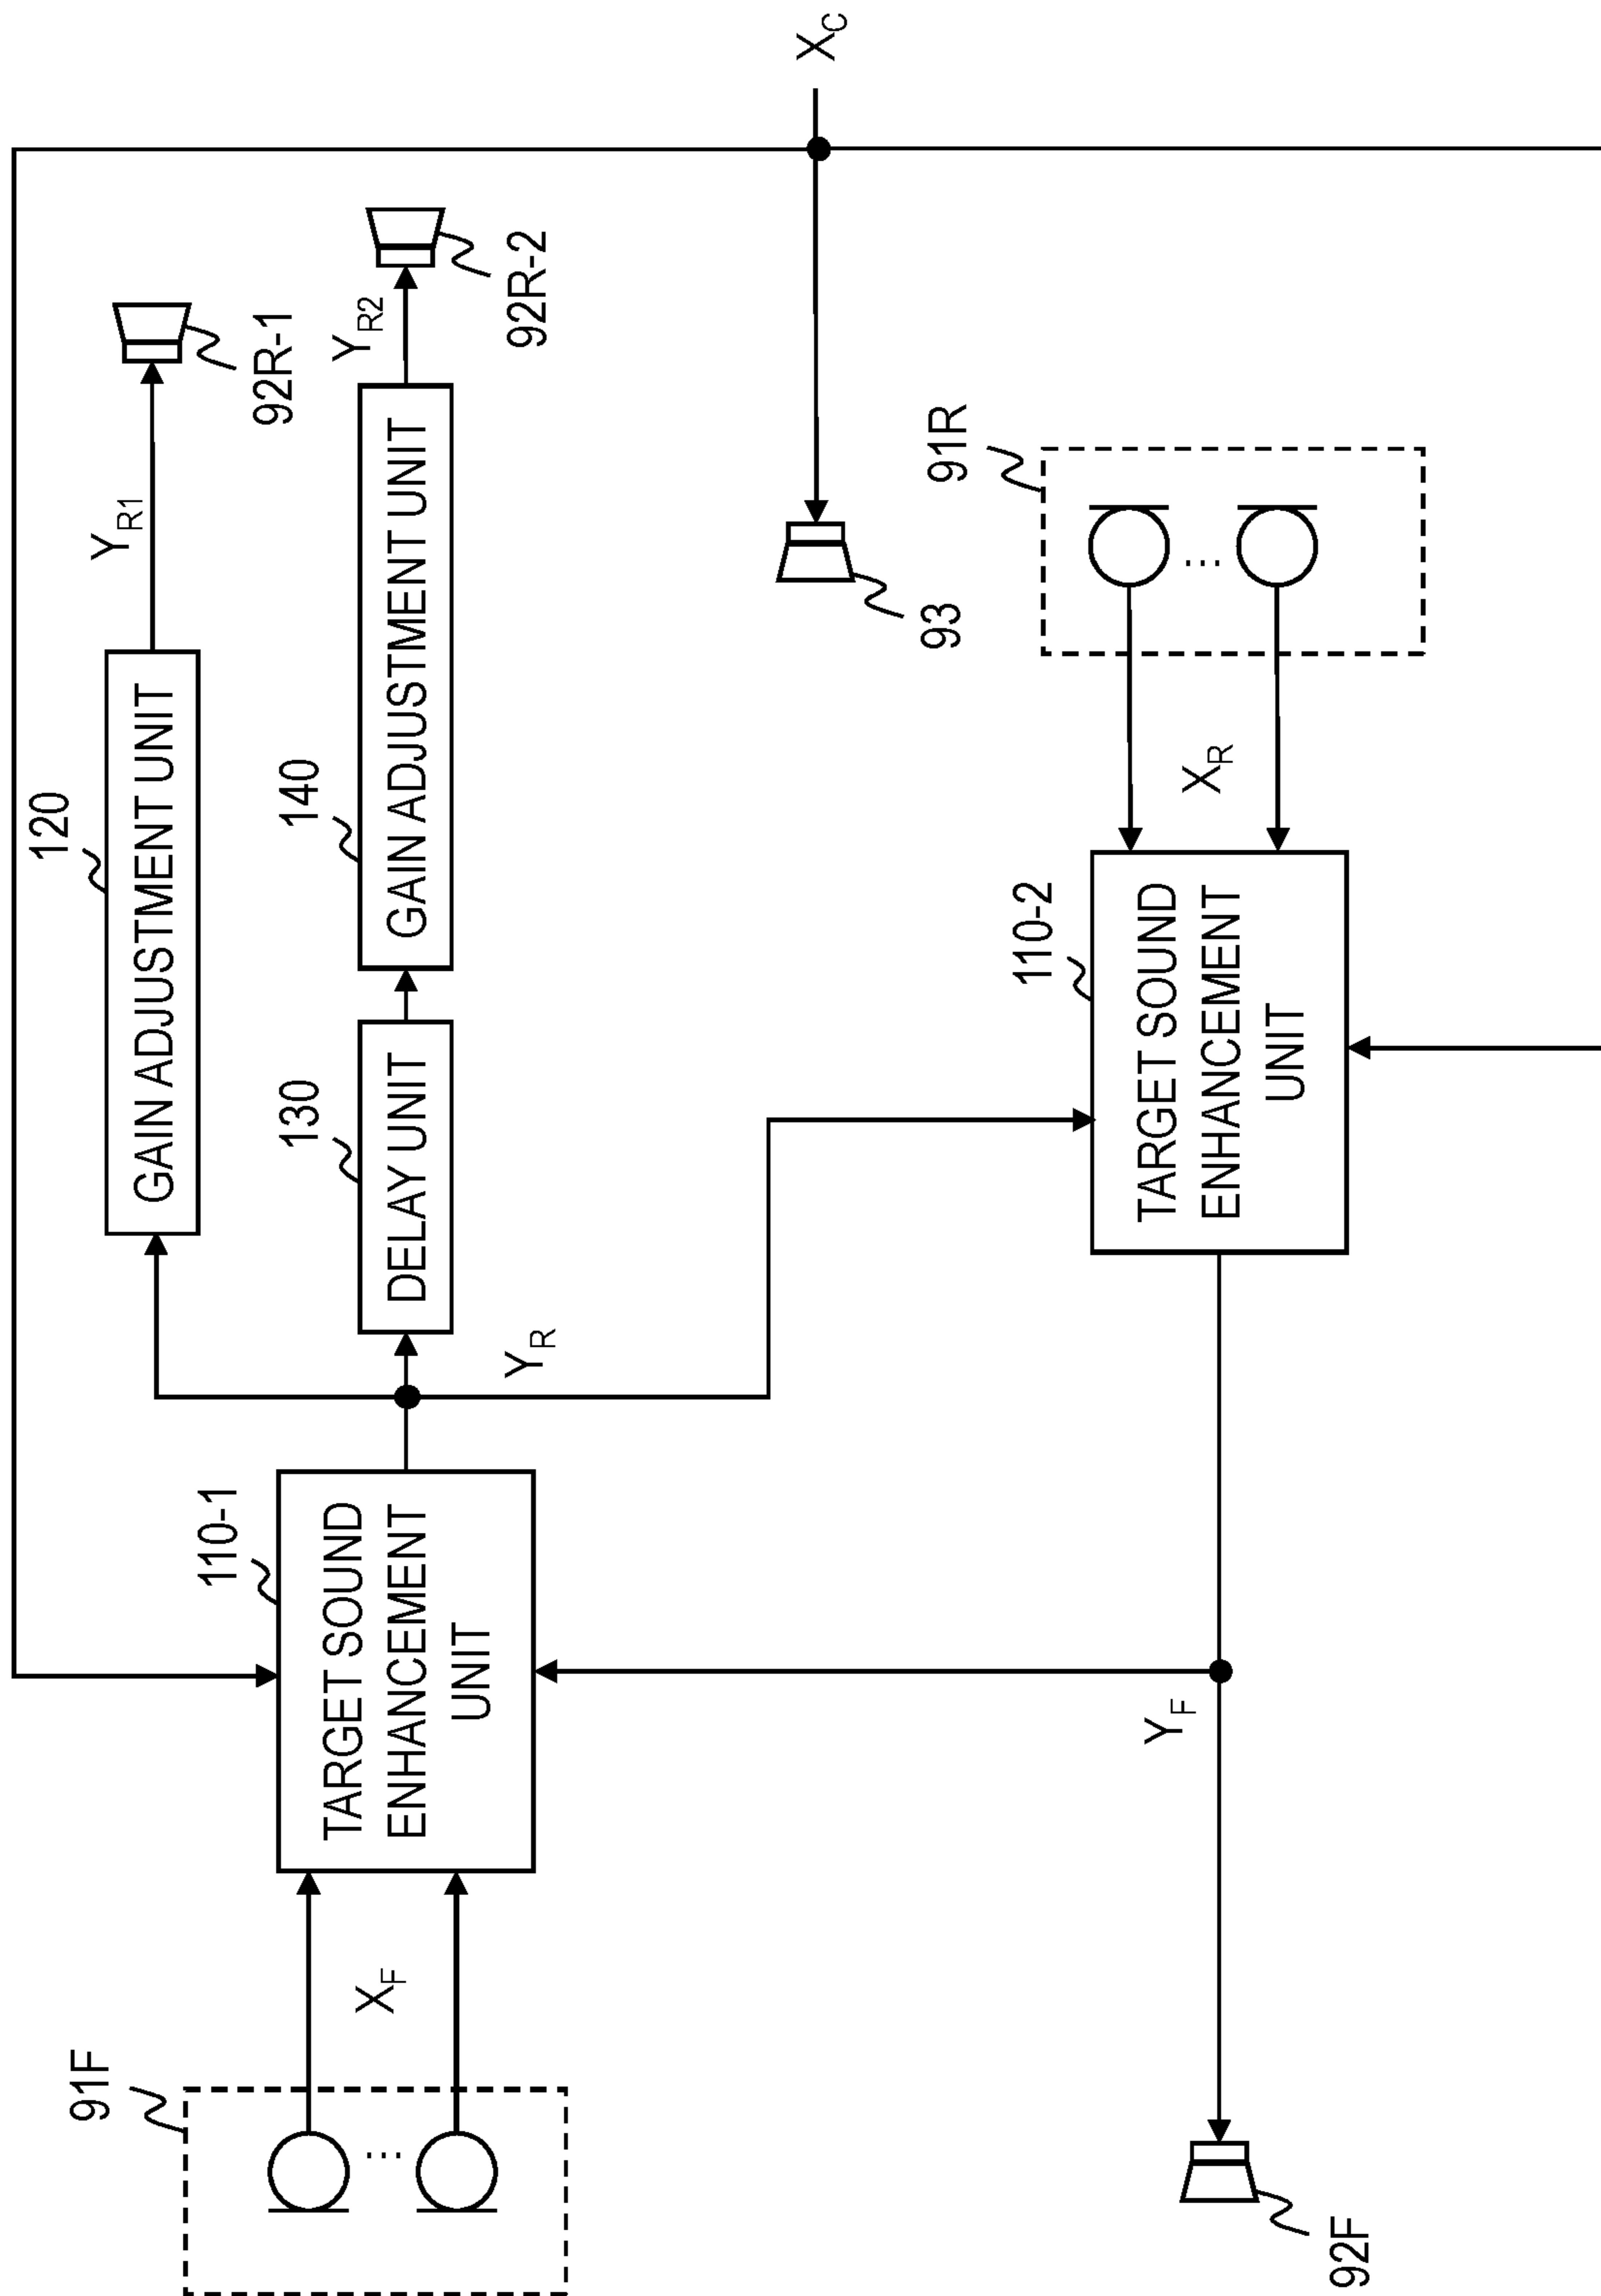 91F
X_F
110-1
TARGET SOUND
ENHANCEMENT
UNIT
Y_R
120
GAIN ADJUSTMENT UNIT
Y_R1
92R-1
130
DELAY UNIT
140
GAIN ADJUSTMENT UNIT
Y_R2
92R-2
X_C
93
91R
X_R
110-2
TARGET SOUND
ENHANCEMENT
UNIT
Y_F
92F